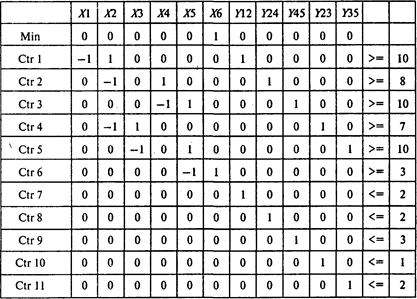 X1 X2 X3 X4 X5 X6 Y12 Y24 Y45 Y23 Y35
Min 0 0 0 0 0 1 0 0 0 0 0
Ctr 1 −1 1 0 0 0 0 1 0 0 0 0 >= 10
Ctr 2 0 −1 0 1 0 0 0 1 0 0 0 >= 8
Ctr 3 0 0 0 −1 1 0 0 0 1 0 0 >= 10
Ctr 4 0 −1 1 0 0 0 0 0 0 1 0 >= 7
Ctr 5 0 0 −1 0 1 0 0 0 0 0 1 >= 10
Ctr 6 0 0 0 0 −1 1 0 0 0 0 0 >= 3
Ctr 7 0 0 0 0 0 0 1 0 0 0 0 <= 2
Ctr 8 0 0 0 0 0 0 0 1 0 0 0 <= 2
Ctr 9 0 0 0 0 0 0 0 0 1 0 0 <= 3
Ctr 10 0 0 0 0 0 0 0 0 0 1 0 <= 1
Ctr 11 0 0 0 0 0 0 0 0 0 0 1 <= 2